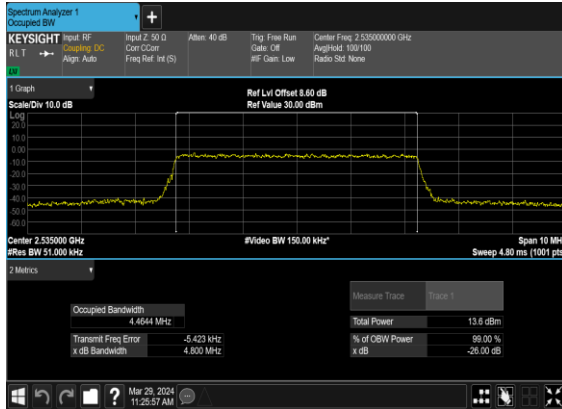 Spectrum Analyzer 1
Occupied BW
KEYSIGHT
RLT
LV
Input: RF
Coupling: DC
Align: Auto
Input Z: 50 Ω
Corr CCorr
Freq Ref: Int (S)
Atten: 40 dB
Trig: Free Run
Gate: Off
#IF Gain: Low
Center Freq: 2.535000000 GHz
Avg|Hold: 100/100
Radio Std: None
1 Graph
Scale/Div 10.0 dB
Ref Lvl Offset 8.60 dB
Ref Value 30.00 dBm
Log
20.0
10.0
0.00
-10.0
-20.0
-30.0
-40.0
-50.0
-60.0
Center 2.535000 GHz
#Res BW 51.000 kHz
#Video BW 150.00 kHz*
Span 10 MH
Sweep 4.80 ms (1001 pts
2 Metrics
Measure Trace Trace 1
Occupied Bandwidth
4.4644 MHz
Total Power 13.6 dBm
Transmit Freq Error -5.423 kHz
x dB Bandwidth 4.800 MHz
% of OBW Power 99.00 %
x dB -26.00 dB
?
Mar 29, 2024
11:25:57 AM